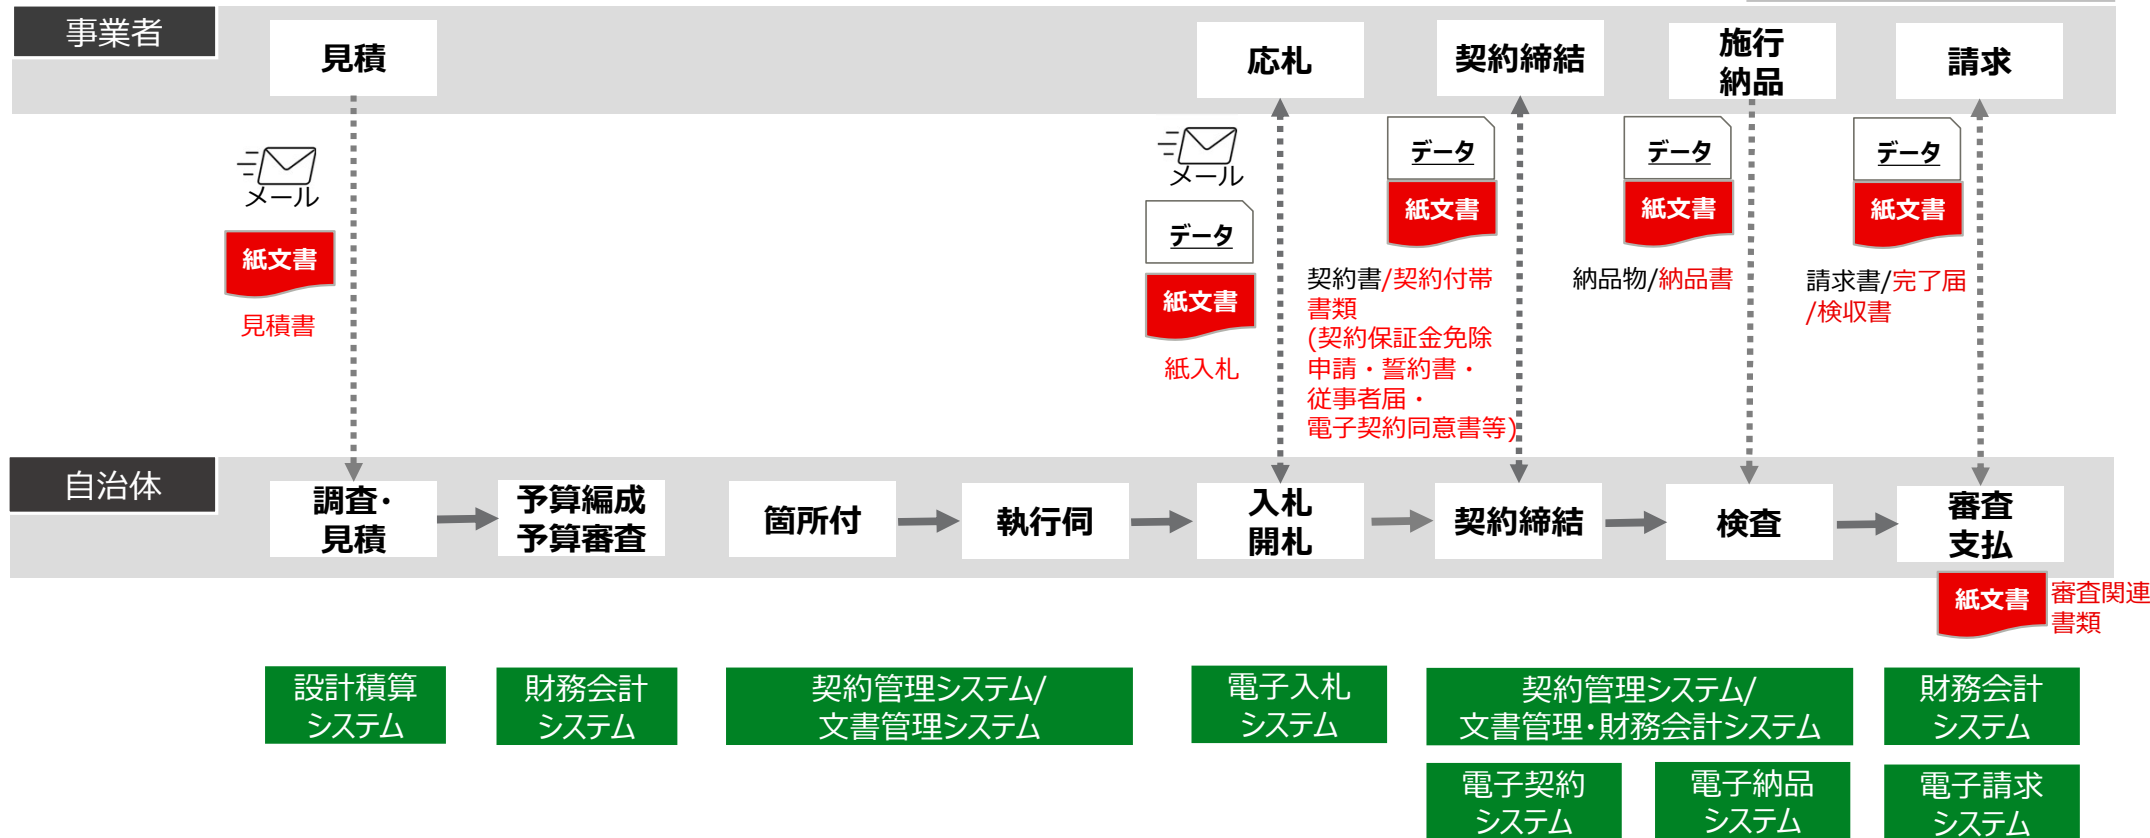 事業者
見積
応札
契約締結
施行
納品
請求
メール
紙文書
見積書
メール
データ
紙文書
紙入札
データ
紙文書
契約書/契約付帯
書類
(契約保証金免除
申請・誓約書・
従事者届・
電子契約同意書等)
データ
紙文書
納品物/納品書
データ
紙文書
請求書/完了届
/検収書
自治体
調査・
見積
予算編成
予算審査
箇所付
執行伺
入札
開札
契約締結
検査
審査
支払
紙文書
審査関連
書類
設計積算
システム
財務会計
システム
契約管理システム/
文書管理システム
電子入札
システム
契約管理システム/
文書管理・財務会計システム
財務会計
システム
電子契約
システム
電子納品
システム
電子請求
システム